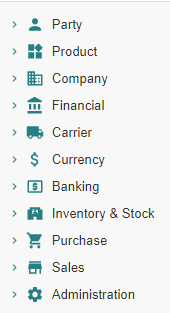 Party
Product
Company
Financial
Carrier
Currency
Banking
Inventory & Stock
Purchase
Sales
Administration